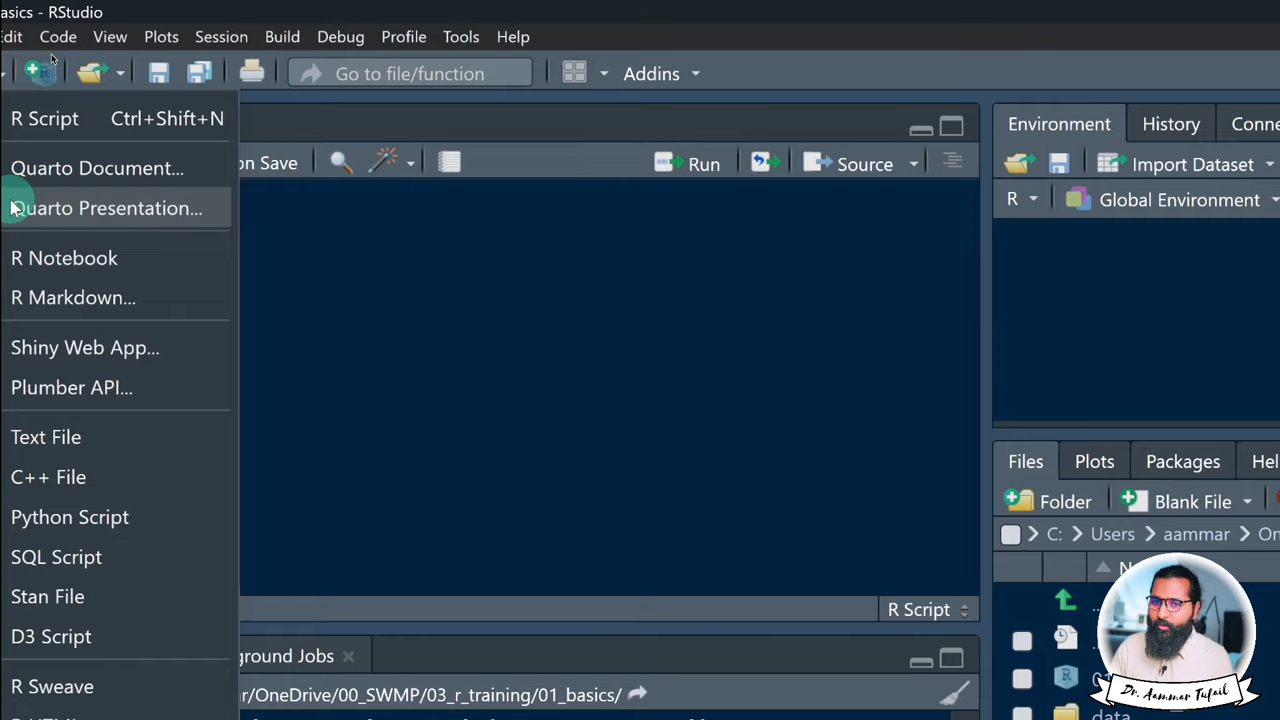 asics - RStudio
Edit Code View Plots Session Build Debug Profile Tools Help
Go to file/function
Addins
R Script Ctrl+Shift+N
Quarto Document...
Quarto Presentation...
R Notebook
R Markdown...
Shiny Web App...
Plumber API...
Text File
C++ File
Python Script
SQL Script
Stan File
D3 Script
R Sweave
on Save
Run
Source
R Script
ground Jobs
r/OneDrive/00_SWMP/03_r_training/01_basics/
Environment History Conne
Import Dataset
R Global Environment
Files Plots Packages Hel
Folder Blank File
C: Users aammar On
N
..
data
Dr. Aammar Tufail